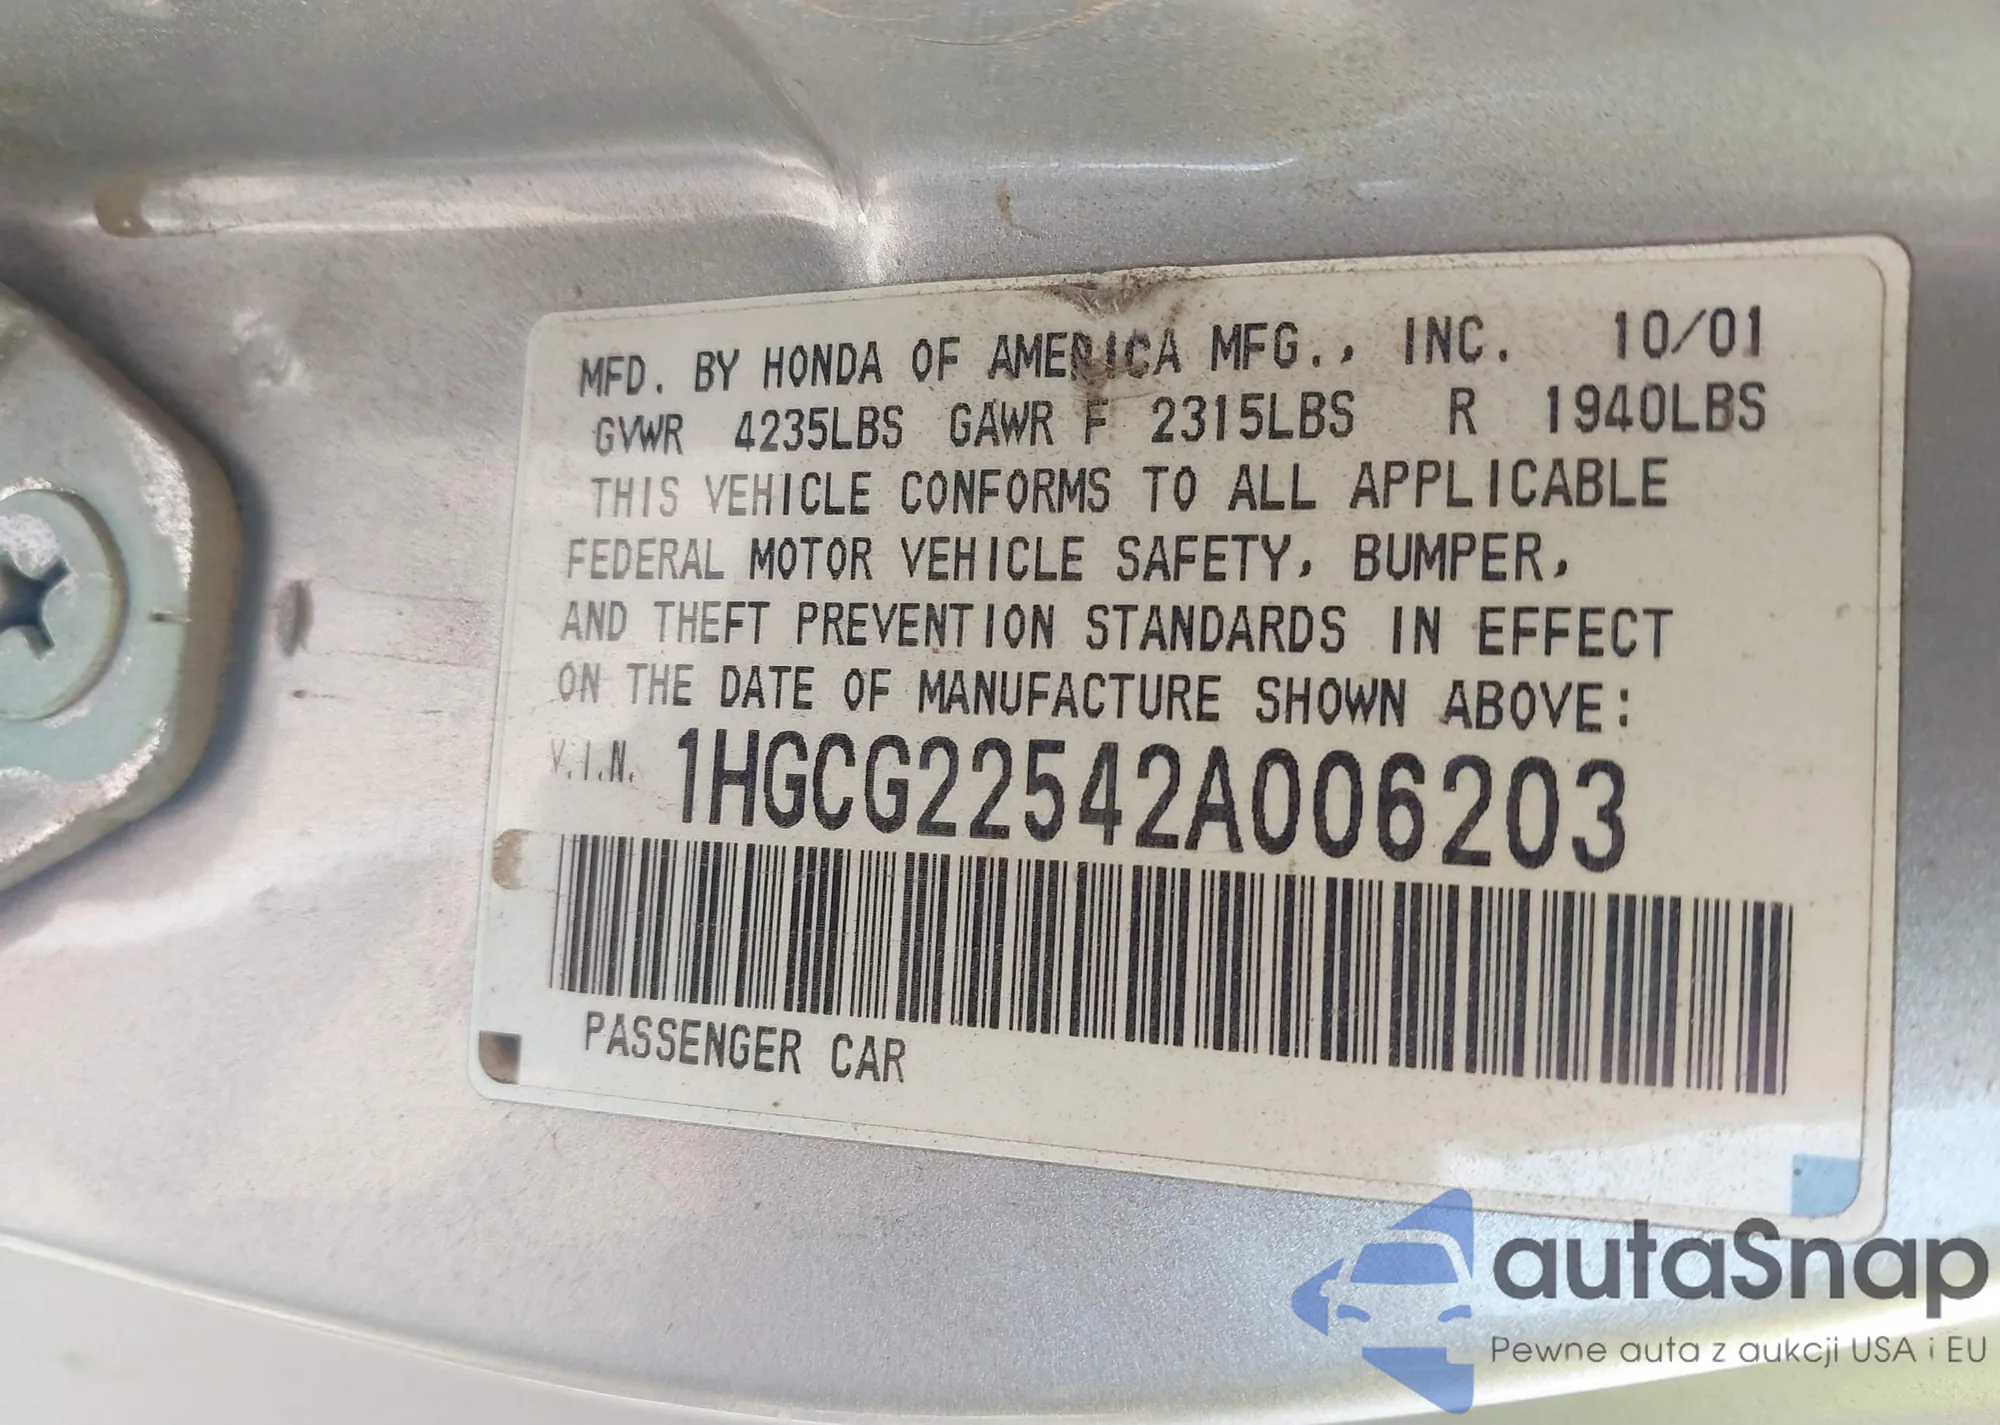 MFD. BY HONDA OF AMERICA MFG., INC. 10/01
GVWR 4235LBS GAWR F 2315LBS R 1940LBS
THIS VEHICLE CONFORMS TO ALL APPLICABLE
FEDERAL MOTOR VEHICLE SAFETY, BUMPER,
AND THEFT PREVENTION STANDARDS IN EFFECT
ON THE DATE OF MANUFACTURE SHOWN ABOVE:
V.I.N. 1HGCG22542A006203
PASSENGER CAR
autaSnap
Pewne auta z aukcji USA i EU